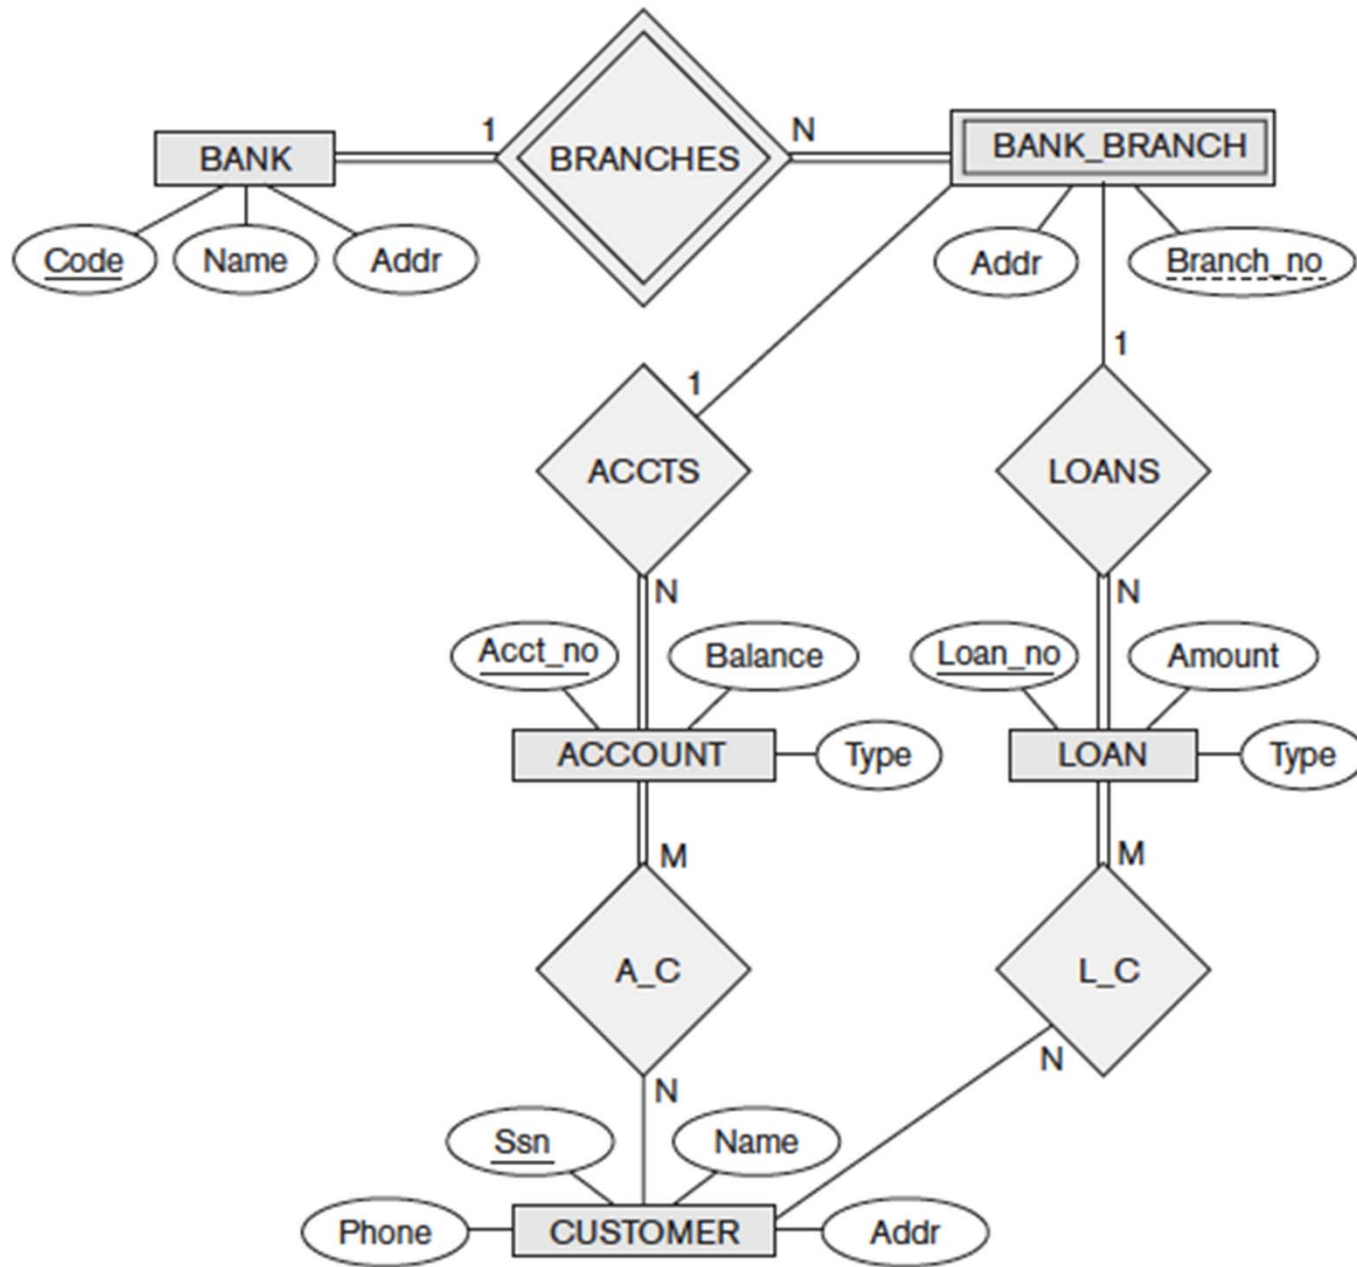 1 N
BANK BRANCHES BANK_BRANCH
Code Name Addr Addr Branch_no
1 1
ACCTS LOANS
N N
Acct_no Balance Loan_no Amount
ACCOUNT Type LOAN Type
M M
A_C L_C
N N
Ssn Name
Phone CUSTOMER Addr